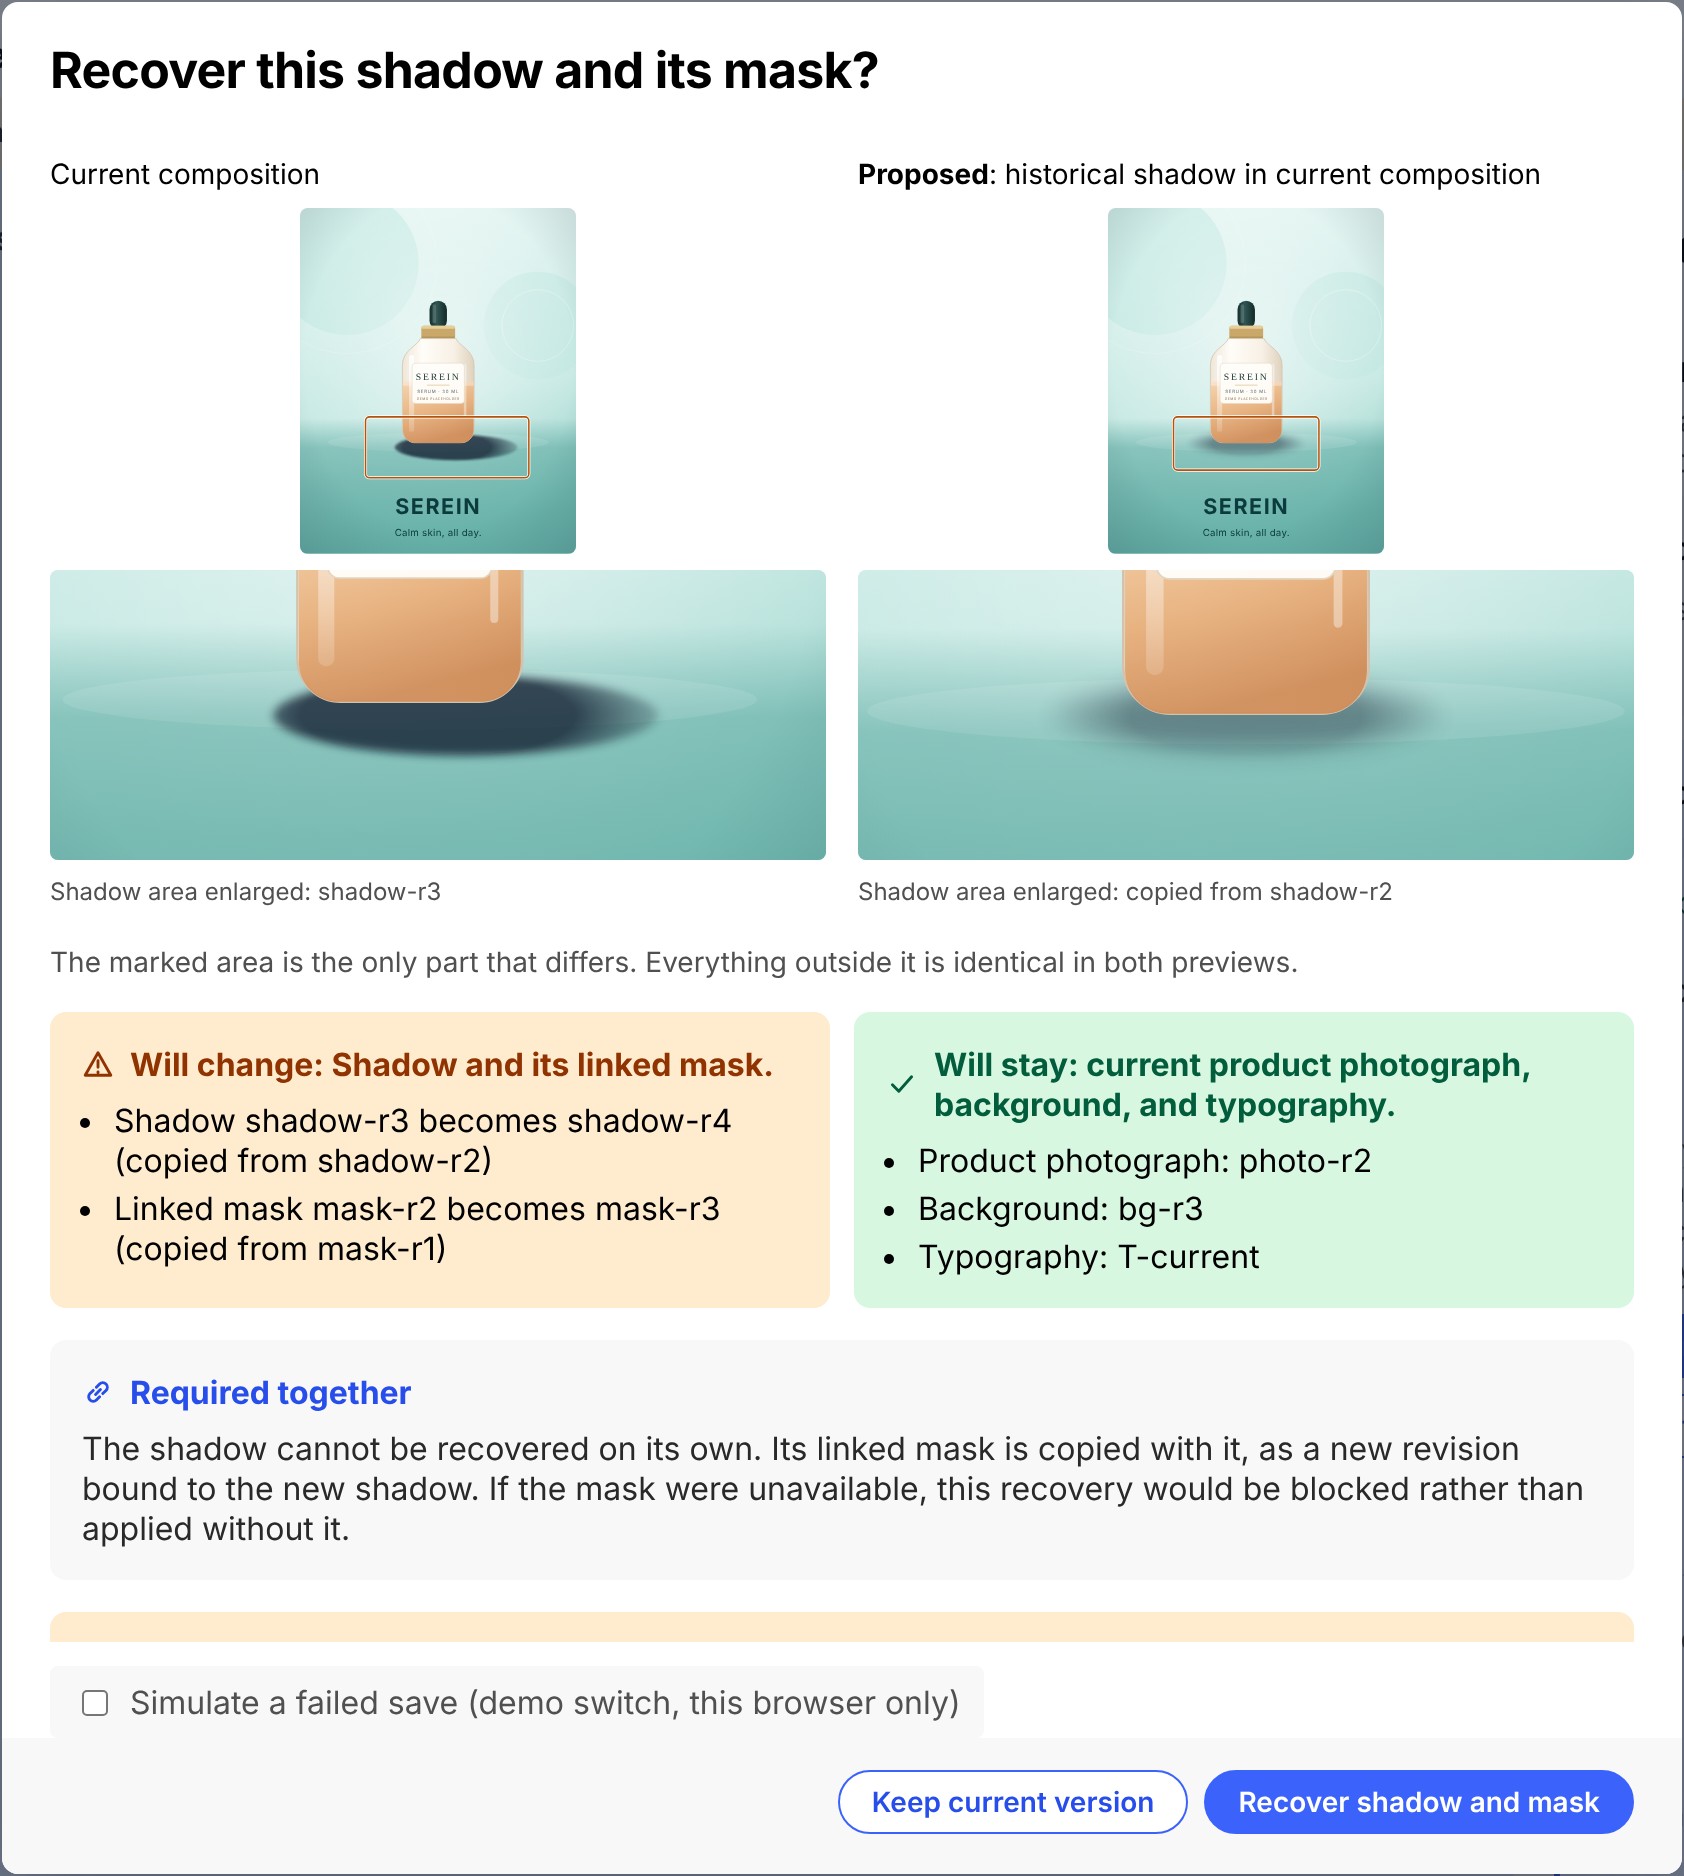 Recover this shadow and its mask?
Current composition
Proposed: historical shadow in current composition
SEREIN
SERUM · 30 ML
SEREIN
Calm skin, all day.
SEREIN
SERUM · 30 ML
SEREIN
Calm skin, all day.
Shadow area enlarged: shadow-r3
Shadow area enlarged: copied from shadow-r2
The marked area is the only part that differs. Everything outside it is identical in both previews.
Will change: Shadow and its linked mask.
Shadow shadow-r3 becomes shadow-r4
(copied from shadow-r2)
Linked mask mask-r2 becomes mask-r3
(copied from mask-r1)
Will stay: current product photograph,
background, and typography.
Product photograph: photo-r2
Background: bg-r3
Typography: T-current
Required together
The shadow cannot be recovered on its own. Its linked mask is copied with it, as a new revision
bound to the new shadow. If the mask were unavailable, this recovery would be blocked rather than
applied without it.
Simulate a failed save (demo switch, this browser only)
Keep current version
Recover shadow and mask